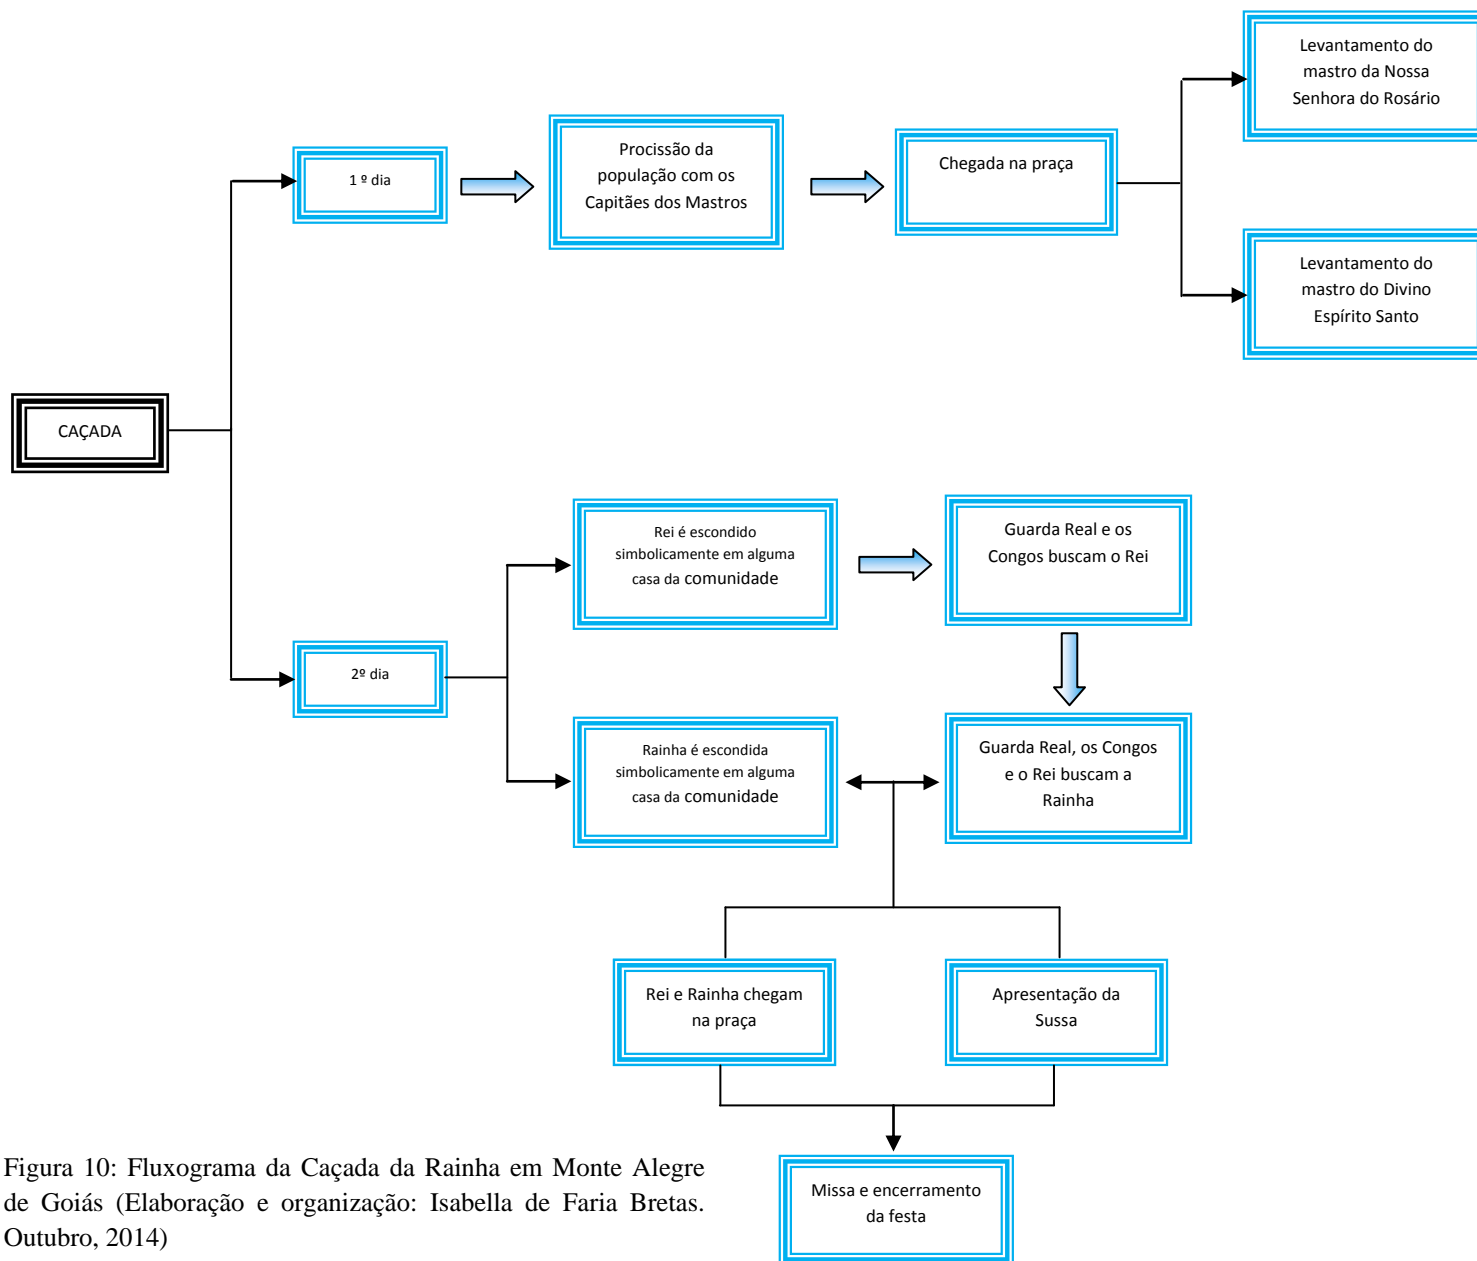 Levantamento do
mastro da Nossa
Senhora do Rosário
1 º dia
Procissão da
população com os
Capitães dos Mastros
Chegada na praça
Levantamento do
mastro do Divino
Espírito Santo
CAÇADA
Rei é escondido
simbolicamente em alguma
casa da comunidade
Guarda Real e os
Congos buscam o Rei
2º dia
Rainha é escondida
simbolicamente em alguma
casa da comunidade
Guarda Real, os Congos
e o Rei buscam a
Rainha
Rei e Rainha chegam
na praça
Apresentação da
Sussa
Missa e encerramento
da festa
Figura 10: Fluxograma da Caçada da Rainha em Monte Alegre
de Goiás (Elaboração e organização: Isabella de Faria Bretas.
Outubro, 2014)